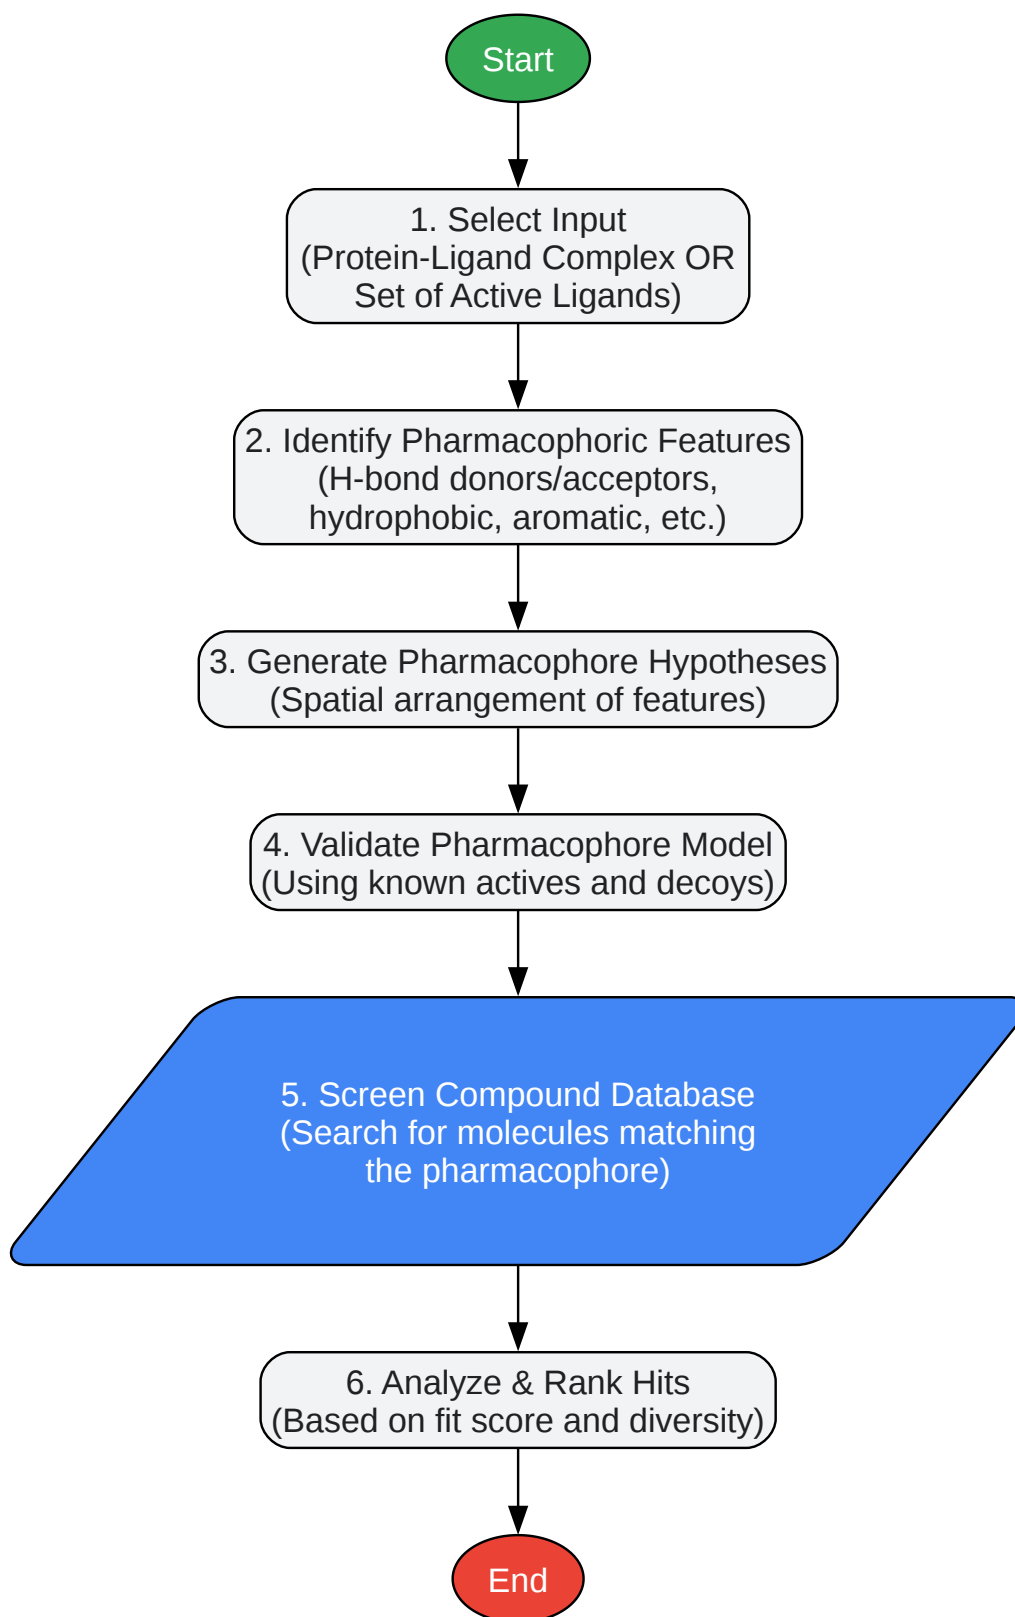 Start
1. Select Input
(Protein-Ligand Complex OR
Set of Active Ligands)
2. Identify Pharmacophoric Features
(H-bond donors/acceptors,
hydrophobic, aromatic, etc.)
3. Generate Pharmacophore Hypotheses
(Spatial arrangement of features)
4. Validate Pharmacophore Model
(Using known actives and decoys)
5. Screen Compound Database
(Search for molecules matching
the pharmacophore)
6. Analyze & Rank Hits
(Based on fit score and diversity)
End